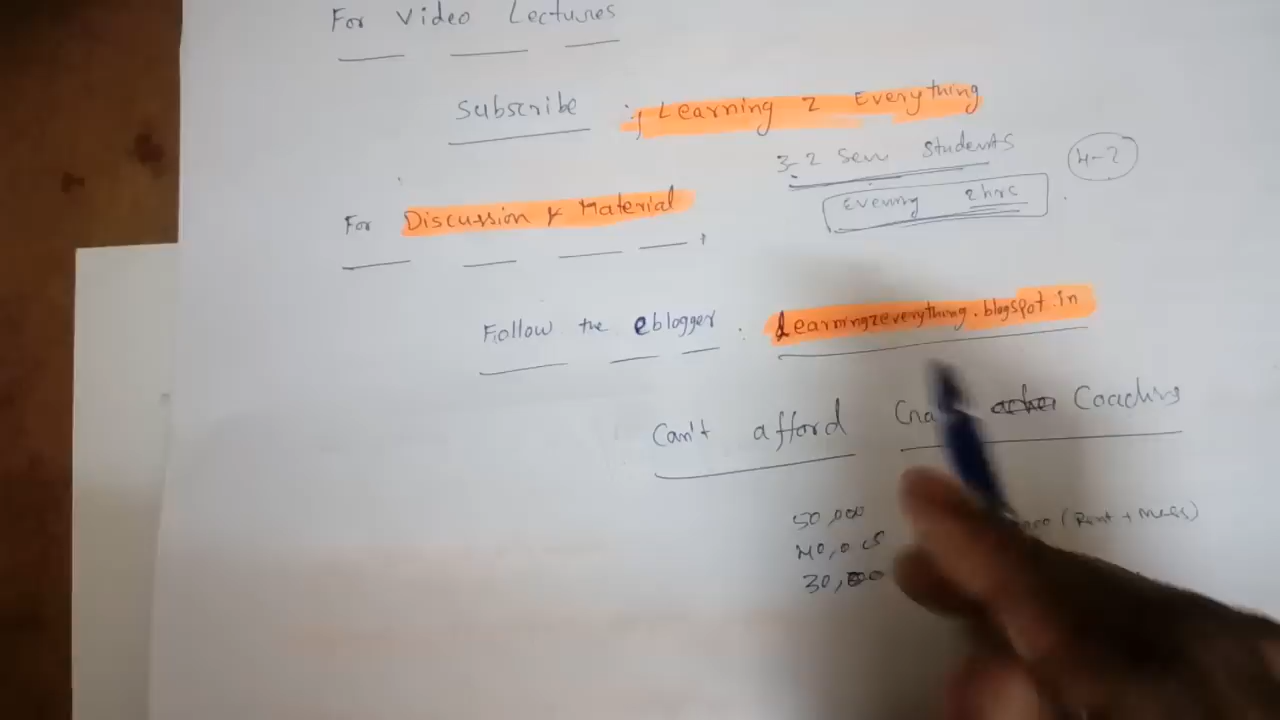 For Video Lectures
Subscribe : Learning 2 Everything
3-2 Sem Students
4-2
Evening 2hrs
For Discussion & Material
Follow the eblogger : Learning2everything.blogspot.in
Can't afford Coaching
50,000
(Rent + Mess)
40,000
30,000